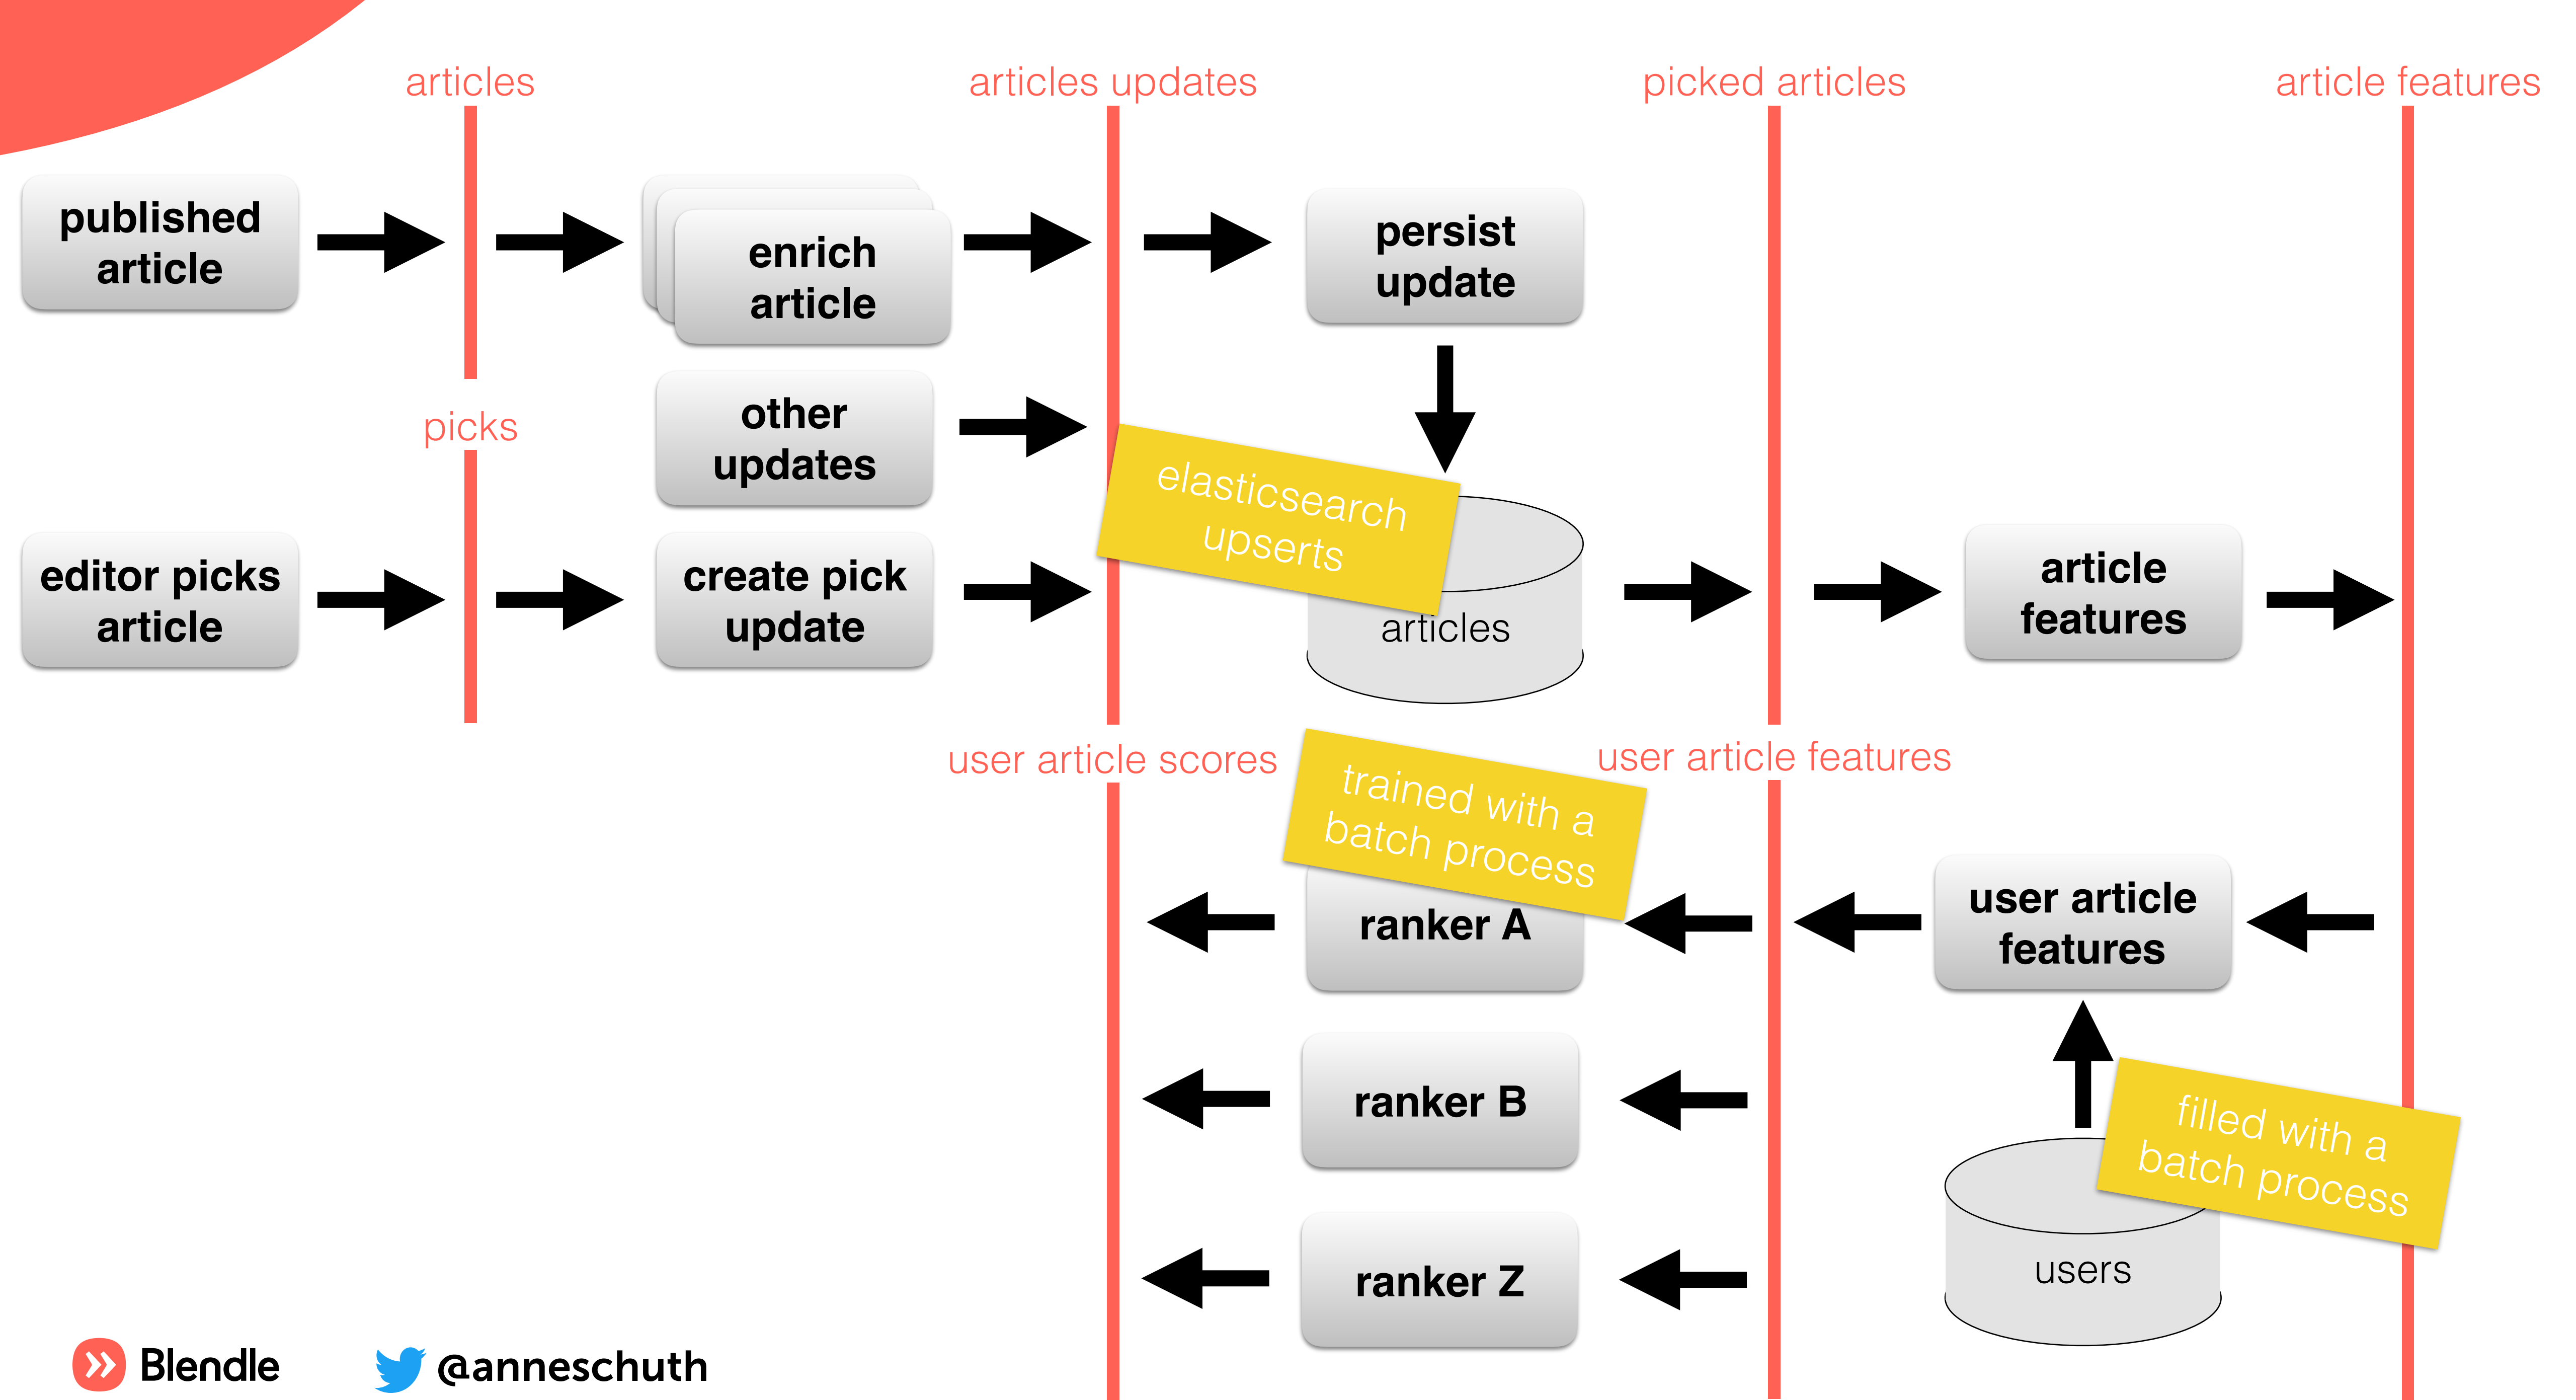 articles
articles updates
picked articles
article features
published
article
enrich
article
persist
update
picks
other
updates
elasticsearch
upserts
editor picks
article
create pick
update
articles
article
features
user article scores
trained with a
batch process
user article features
ranker A
user article
features
ranker B
filled with a
batch process
ranker Z
users
Blendle
@anneschuth